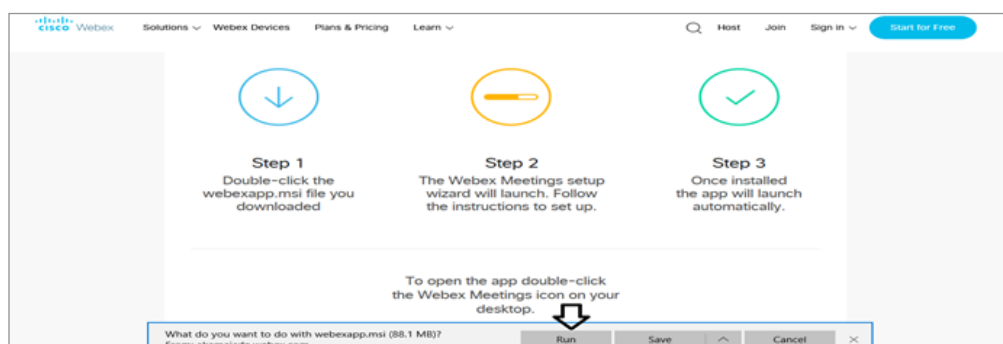 cisco Webex Solutions Webex Devices Plans & Pricing Learn Host Join Sign in Start for Free
Step 1
Double-click the
webexapp.msi file you
downloaded
Step 2
The Webex Meetings setup
wizard will launch. Follow
the instructions to set up.
Step 3
Once installed
the app will launch
automatically.
To open the app double-click
the Webex Meetings icon on your
desktop.
What do you want to do with webexapp.msi (88.1 MB)?
Run Save Cancel